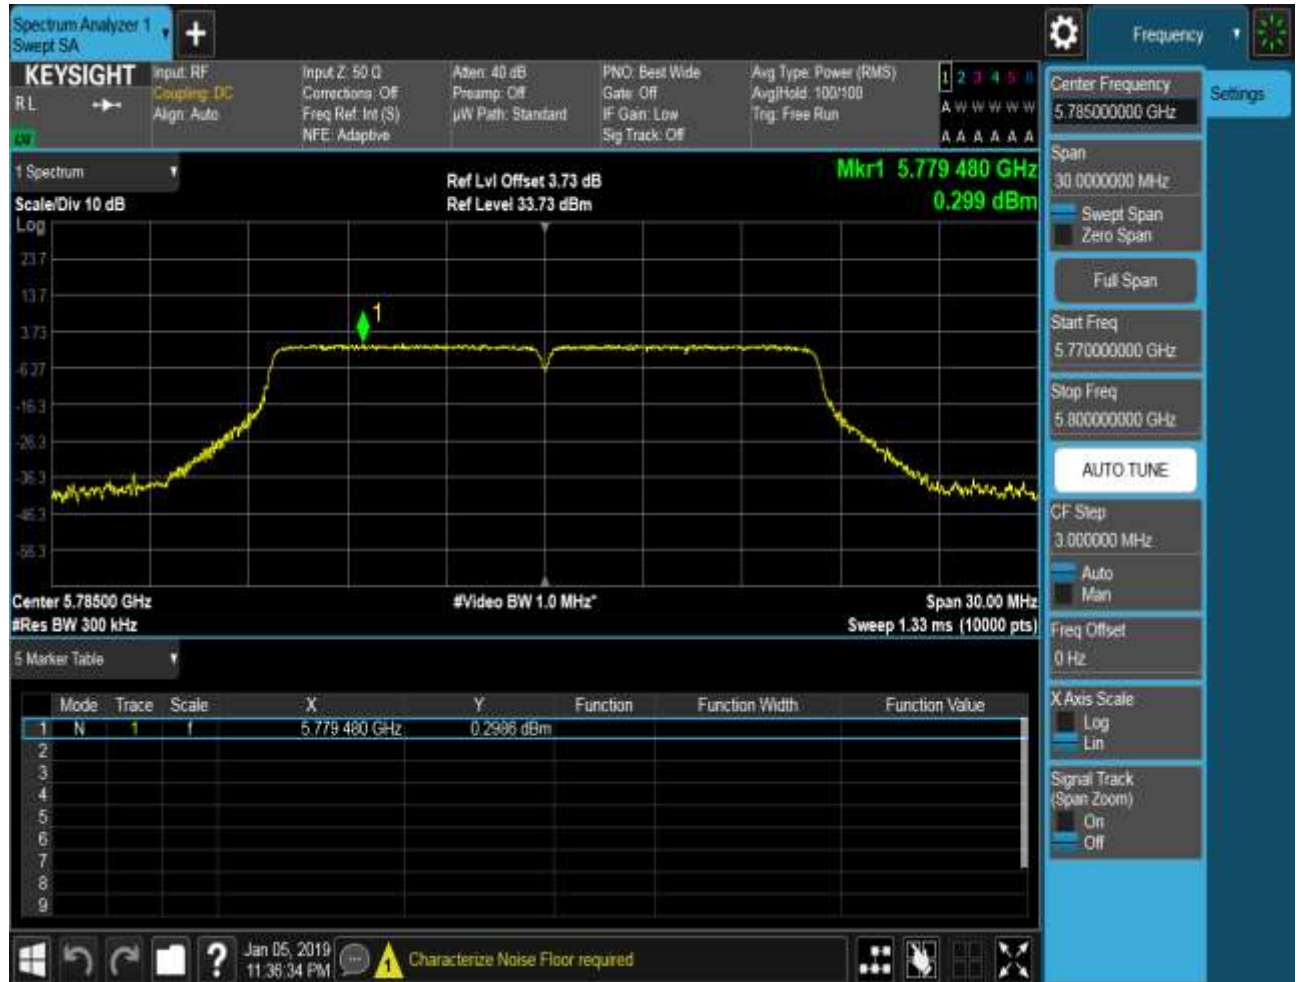 Spectrum Analyzer 1
Swept SA
Frequency
KEYSIGHT
R L
Input: RF
Coupling: DC
Align: Auto
Input Z: 50 Ω
Corrections: Off
Freq Ref: Int (S)
NFE: Adaptive
Atten: 40 dB
Preamp: Off
µW Path: Standard
PNO: Best Wide
Gate: Off
IF Gain: Low
Sig Track: Off
Avg Type: Power (RMS)
Avg|Hold: 100/100
Trig: Free Run
1 2 3 4 5 6
A W W W W W
A A A A A A
1 Spectrum
Scale/Div 10 dB
Ref Lvl Offset 3.73 dB
Ref Level 33.73 dBm
Mkr1 5.779 480 GHz
0.299 dBm
Log
23.7
13.7
3.73
-6.27
-16.3
-26.3
-36.3
-46.3
-56.3
1
Center 5.78500 GHz
#Res BW 300 kHz
#Video BW 1.0 MHz*
Span 30.00 MHz
Sweep 1.33 ms (10000 pts)
5 Marker Table
Mode Trace Scale X Y Function Function Width Function Value
1 N 1 f 5.779 480 GHz 0.2986 dBm
2
3
4
5
6
7
8
9
Center Frequency
5.785000000 GHz
Settings
Span
30.0000000 MHz
Swept Span
Zero Span
Full Span
Start Freq
5.770000000 GHz
Stop Freq
5.800000000 GHz
AUTO TUNE
CF Step
3.000000 MHz
Auto
Man
Freq Offset
0 Hz
X Axis Scale
Log
Lin
Signal Track
(Span Zoom)
On
Off
?
Jan 05, 2019
11:36:34 PM
1
Characterize Noise Floor required